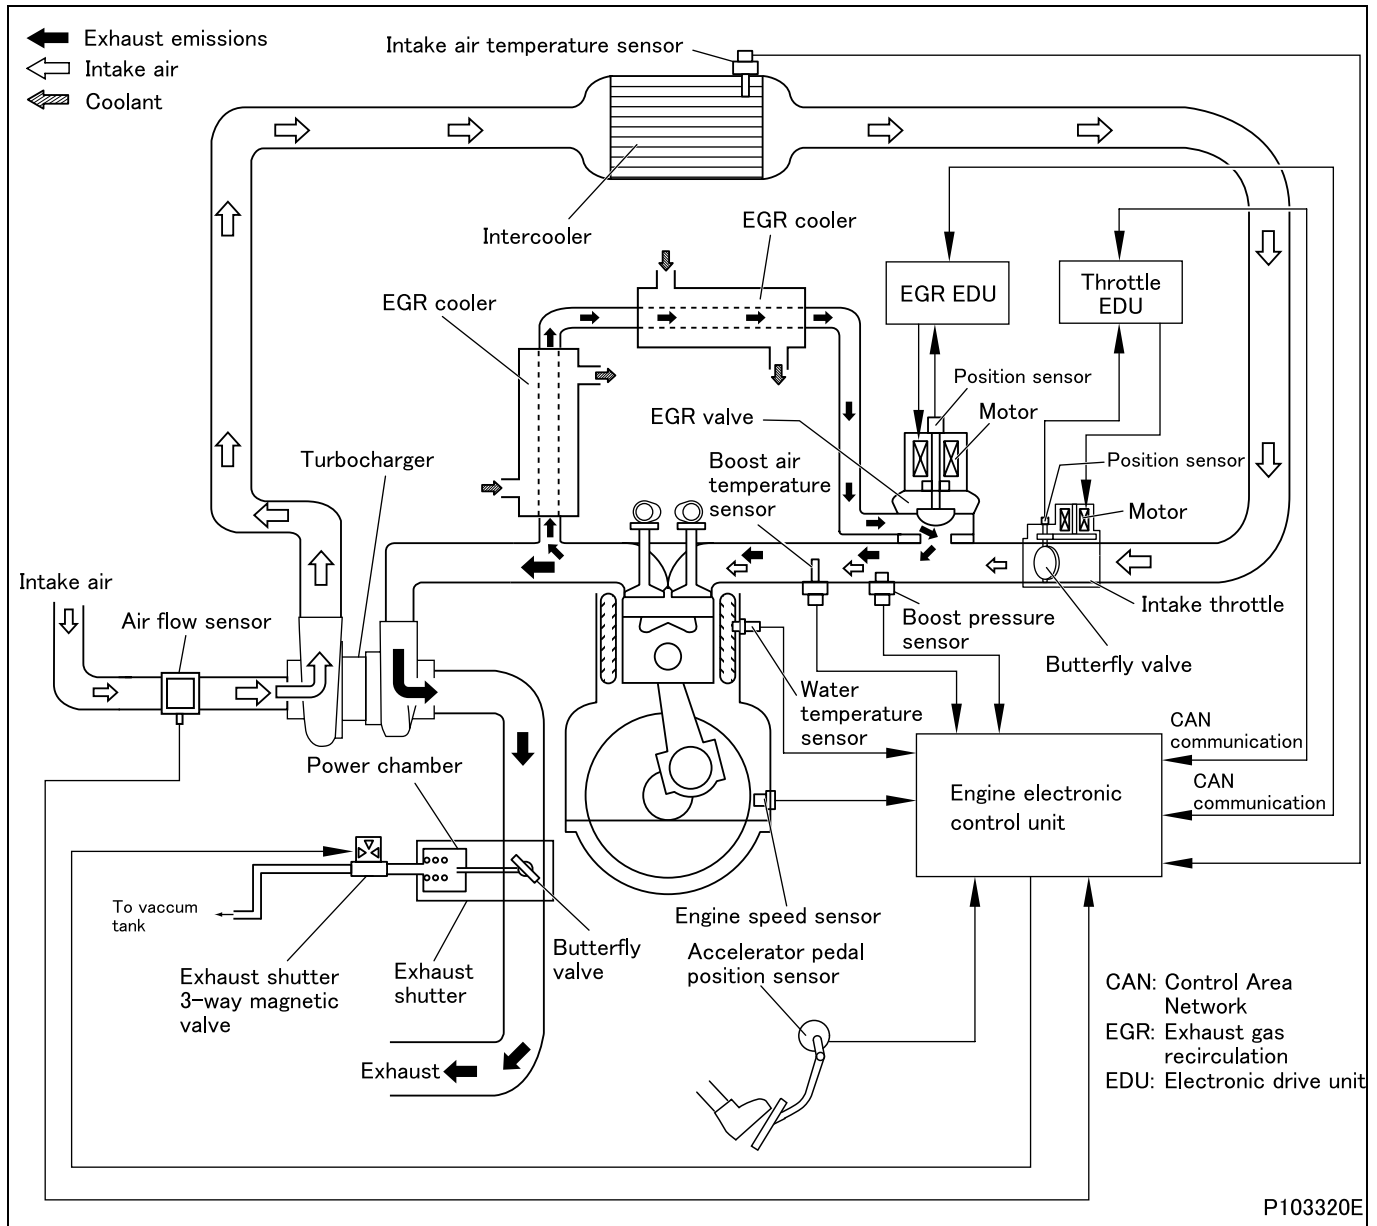 Exhaust emissions
Intake air
Coolant
Intake air temperature sensor
Intercooler
EGR cooler
EGR cooler
EGR EDU
Throttle
EDU
Position sensor
Motor
EGR valve
Boost air
temperature
sensor
Position sensor
Motor
Turbocharger
Intake air
Air flow sensor
Intake throttle
Boost pressure
sensor
Butterfly valve
Water
temperature
sensor
CAN
communication
CAN
communication
Power chamber
Engine electronic
control unit
To vaccum
tank
Engine speed sensor
Exhaust shutter
3-way magnetic
valve
Exhaust
shutter
Butterfly
valve
Accelerator pedal
position sensor
CAN: Control Area
Network
EGR: Exhaust gas
recirculation
EDU: Electronic drive unit
Exhaust
P103320E